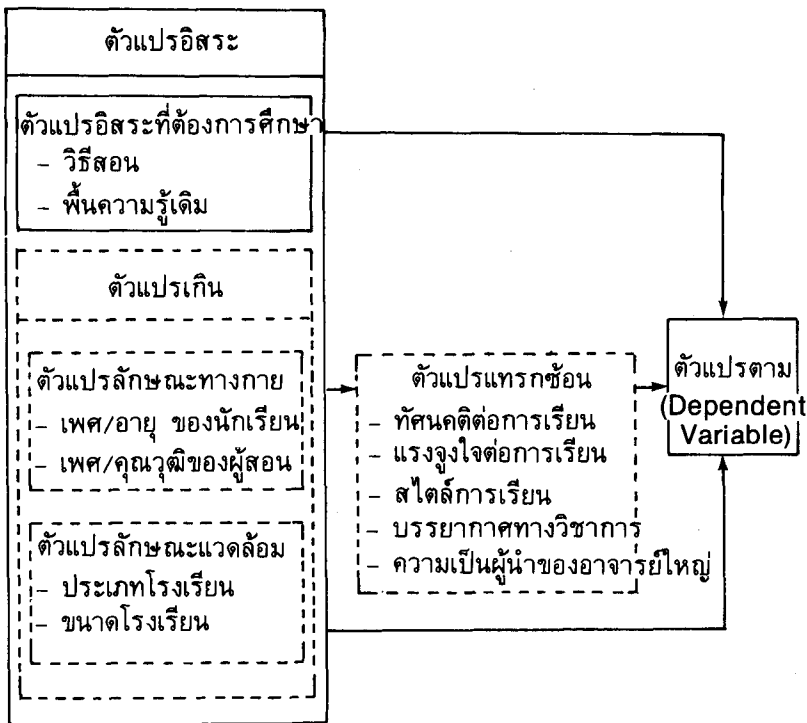 ตัวแปรอิสระ
ตัวแปรอิสระที่ต้องการศึกษา
– วิธีสอน
– พื้นความรู้เดิม
ตัวแปรเกิน
ตัวแปรลักษณะทางกาย
– เพศ/อายุ ของนักเรียน
– เพศ/คุณวุฒิของผู้สอน
ตัวแปรลักษณะแวดล้อม
– ประเภทโรงเรียน
– ขนาดโรงเรียน
ตัวแปรแทรกซ้อน
– ทัศนคติต่อการเรียน
– แรงจูงใจต่อการเรียน
– สไตล์การเรียน
– บรรยากาศทางวิชาการ
– ความเป็นผู้นำของอาจารย์ใหญ่
ตัวแปรตาม
(Dependent
Variable)